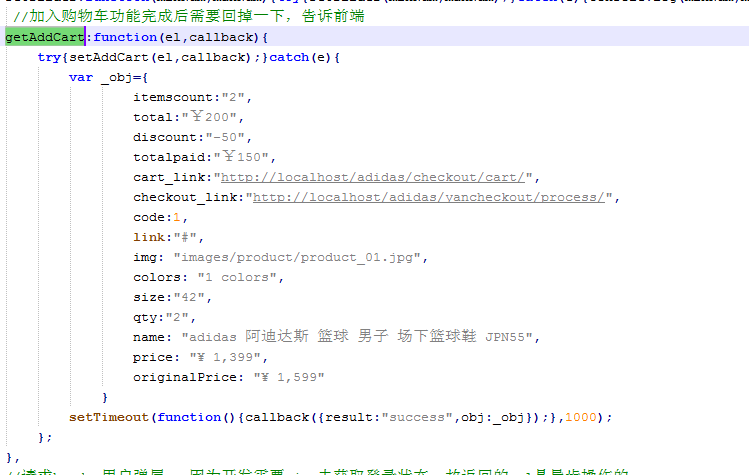 //加入购物车功能完成后需要回掉一下，告诉前端
getAddCart:function(el,callback){
try{setAddCart(el,callback);}catch(e){
var _obj={
itemscount:"2",
total:"￥200",
discount:"-50",
totalpaid:"￥150",
cart_link:"http://localhost/adidas/checkout/cart/",
checkout_link:"http://localhost/adidas/yancheckout/process/",
code:1,
link:"#",
img: "images/product/product_01.jpg",
colors: "1 colors",
size:"42",
qty:"2",
name: "adidas 阿迪达斯 篮球 男子 场下篮球鞋 JPN55",
price: "¥ 1,399",
originalPrice: "¥ 1,599"
}
setTimeout(function(){callback({result:"success",obj:_obj});},1000);
};
},